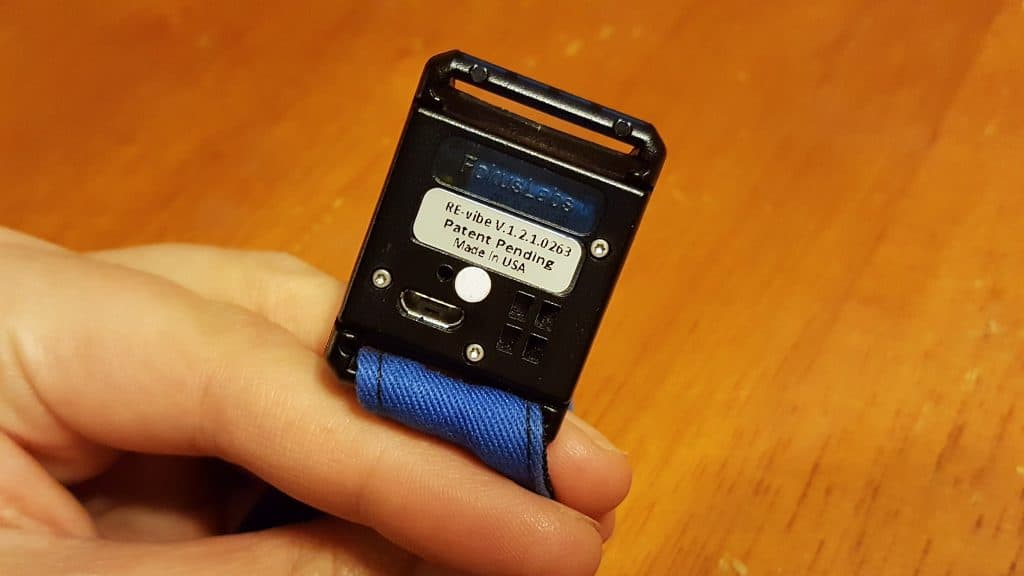 FokusLabs
RE-vibe V.1.2.1.0263
Patent Pending
Made In USA